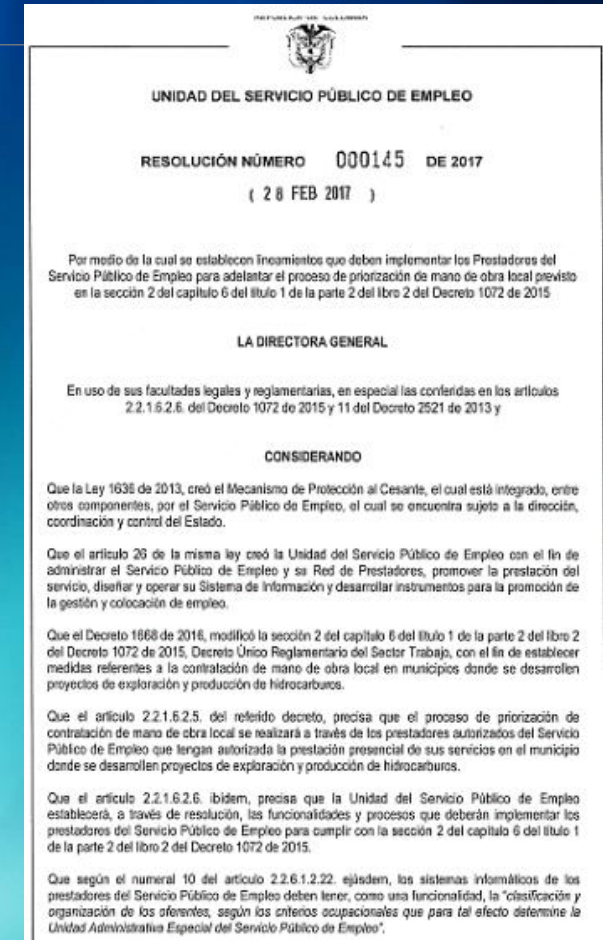 REPÚBLICA DE COLOMBIA
UNIDAD DEL SERVICIO PÚBLICO DE EMPLEO
RESOLUCIÓN NÚMERO 000145 DE 2017
( 28 FEB 2017 )
Por medio de la cual se establecen lineamientos que deben implementar los Prestadores del
Servicio Público de Empleo para adelantar el proceso de priorización de mano de obra local previsto
en la sección 2 del capítulo 6 del título 1 de la parte 2 del libro 2 del Decreto 1072 de 2015
LA DIRECTORA GENERAL
En uso de sus facultades legales y reglamentarias, en especial las conferidas en los artículos
2.2.1.6.2.6. del Decreto 1072 de 2015 y 11 del Decreto 2521 de 2013 y
CONSIDERANDO
Que la Ley 1636 de 2013, creó el Mecanismo de Protección al Cesante, el cual está integrado, entre
otros componentes, por el Servicio Público de Empleo, el cual se encuentra sujeto a la dirección,
coordinación y control del Estado.
Que el artículo 26 de la misma ley creó la Unidad del Servicio Público de Empleo con el fin de
administrar el Servicio Público de Empleo y su Red de Prestadores, promover la prestación del
servicio, diseñar y operar su Sistema de Información y desarrollar instrumentos para la promoción de
la gestión y colocación de empleo.
Que el Decreto 1668 de 2016, modificó la sección 2 del capítulo 6 del título 1 de la parte 2 del libro 2
del Decreto 1072 de 2015, Decreto Único Reglamentario del Sector Trabajo, con el fin de establecer
medidas referentes a la contratación de mano de obra local en municipios donde se desarrollen
proyectos de exploración y producción de hidrocarburos.
Que el artículo 2.2.1.6.2.5. del referido decreto, precisa que el proceso de priorización de
contratación de mano de obra local se realizará a través de los prestadores autorizados del Servicio
Público de Empleo que tengan autorizada la prestación presencial de sus servicios en el municipio
donde se desarrollen proyectos de exploración y producción de hidrocarburos.
Que el artículo 2.2.1.6.2.6. ibídem, precisa que la Unidad del Servicio Público de Empleo
establecerá, a través de resolución, las funcionalidades y procesos que deberán implementar los
prestadores del Servicio Público de Empleo para cumplir con la sección 2 del capítulo 6 del título 1
de la parte 2 del libro 2 del Decreto 1072 de 2015.
Que según el numeral 10 del artículo 2.2.6.1.2.22. ejúsdem, los sistemas informáticos de los
prestadores del Servicio Público de Empleo deben tener, como una funcionalidad, la "clasificación y
organización de los oferentes, según los criterios ocupacionales que para tal efecto determine la
Unidad Administrativa Especial del Servicio Público de Empleo".